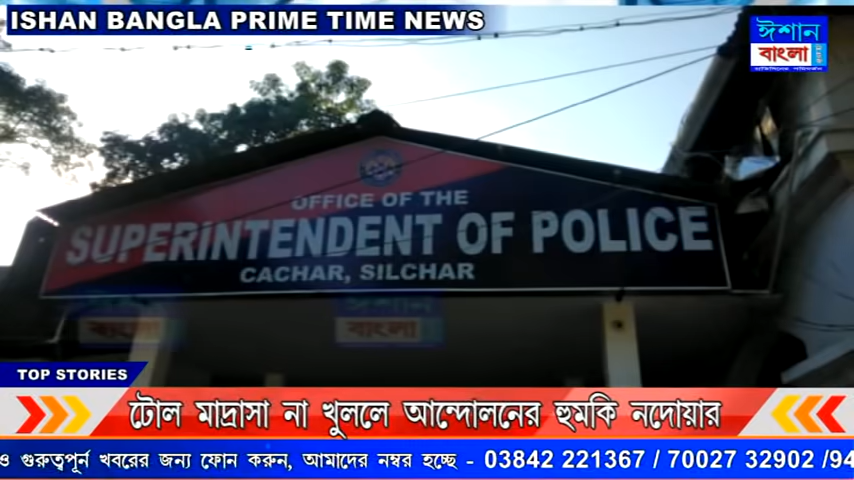 ISHAN BANGLA PRIME TIME NEWS
ঈশান
বাংলা
OFFICE OF THE
SUPERINTENDENT OF POLICE
CACHAR, SILCHAR
ঈশান
বাংলা
বাংলা
TOP STORIES
টোল মাদ্রাসা না খুললে আন্দোলনের হুমকি নদোয়ার
ও গুরুত্বপূর্ন খবরের জন্য ফোন করুন, আমাদের নম্বর হচ্ছে - 03842 221367 / 70027 32902 /94